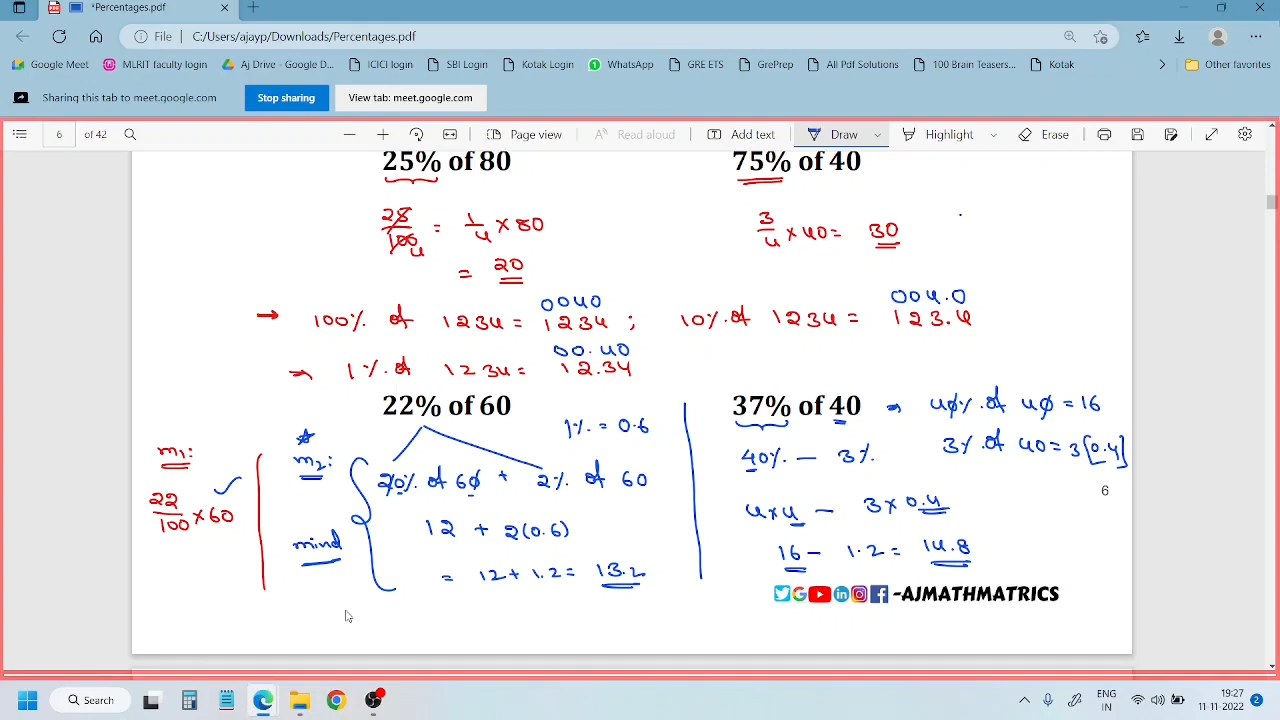 *Percentages.pdf
File C:/Users/ajayp/Downloads/Percentages.pdf
Google Meet MLRIT faculty login Aj Drive - Google D... ICICI login SBI Login Kotak Login WhatsApp GRE ETS GrePrep All Pdf Solutions 100 Brain Teasers... Kotak Other favorites
Sharing this tab to meet.google.com Stop sharing View tab: meet.google.com
6 of 42 Page view Read aloud Add text Draw Highlight Erase
25% of 80 75% of 40
25/100 4 = 1/4 × 80 3/4 × 40 = 30
= 20
0040 004.0
→ 100% of 1234 = 1234 ; 10% of 1234 = 123.4
00.40
→ 1% of 1234 = 12.34
22% of 60 37% of 40 → 40% of 40 = 16
1% = 0.6 3% of 40 = 3[0.4]
m1: m2: 40% - 3%
22/100 × 60 20% of 60 + 2% of 60 4×4 - 3×0.4
6
mind 12 + 2(0.6) 16 - 1.2 = 14.8
= 12 + 1.2 = 13.2
-AJMATHMATRICS
Search ENG IN 19:27 11-11-2022 2